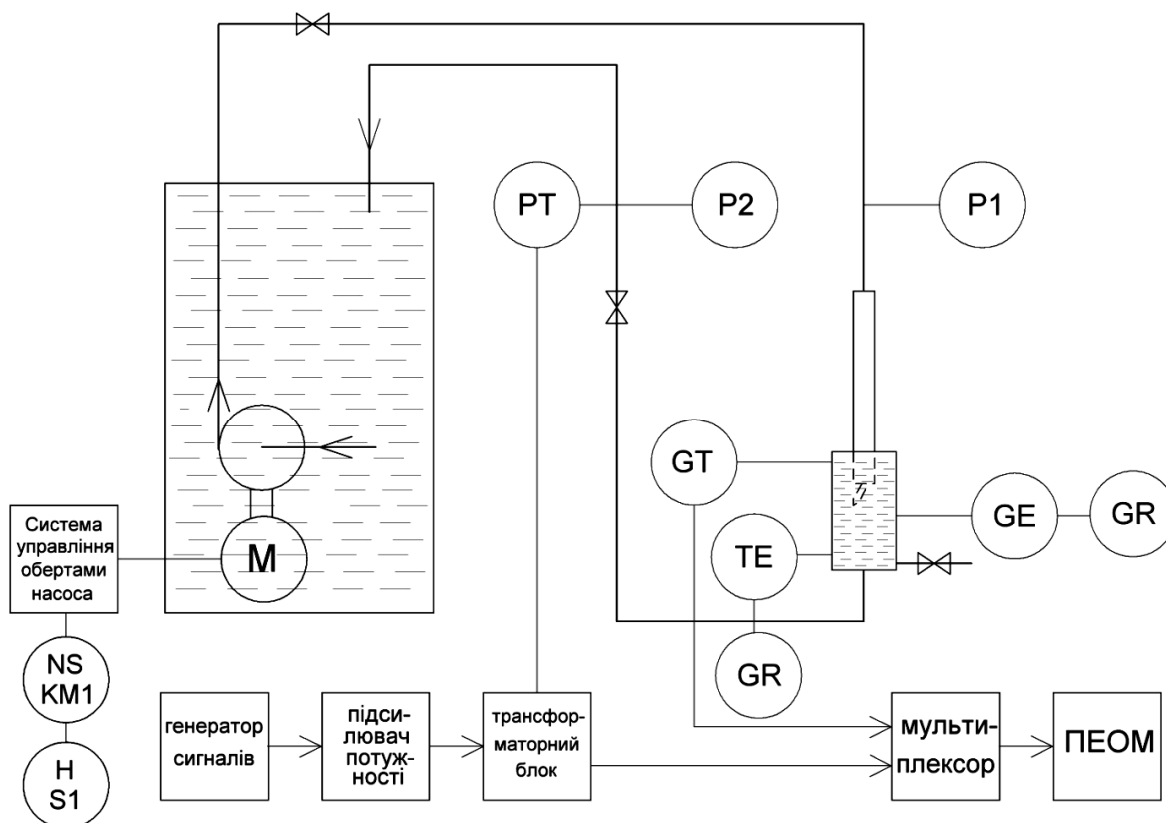 PT
P2
P1
GT
GE
GR
TE
GR
M
Система
управління
обертами
насоса
NS
KM1
H
S1
генератор
сигналів
підси-
лювач
потуж-
ності
трансфор-
маторний
блок
мульти-
плексор
ПЕОМ